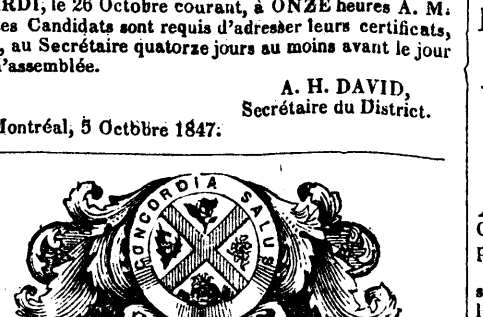 RDI, le 26 Octobre courant, à ONZE heures A. M.
es Candidats sont requis d'adresser leurs certificats,
, au Secrétaire quatorze jours au moins avant le jour
l'assemblée.
A. H. DAVID,
Secrétaire du District.
Montréal, 5 Octobre 1847.
CONCORDIA SALUS